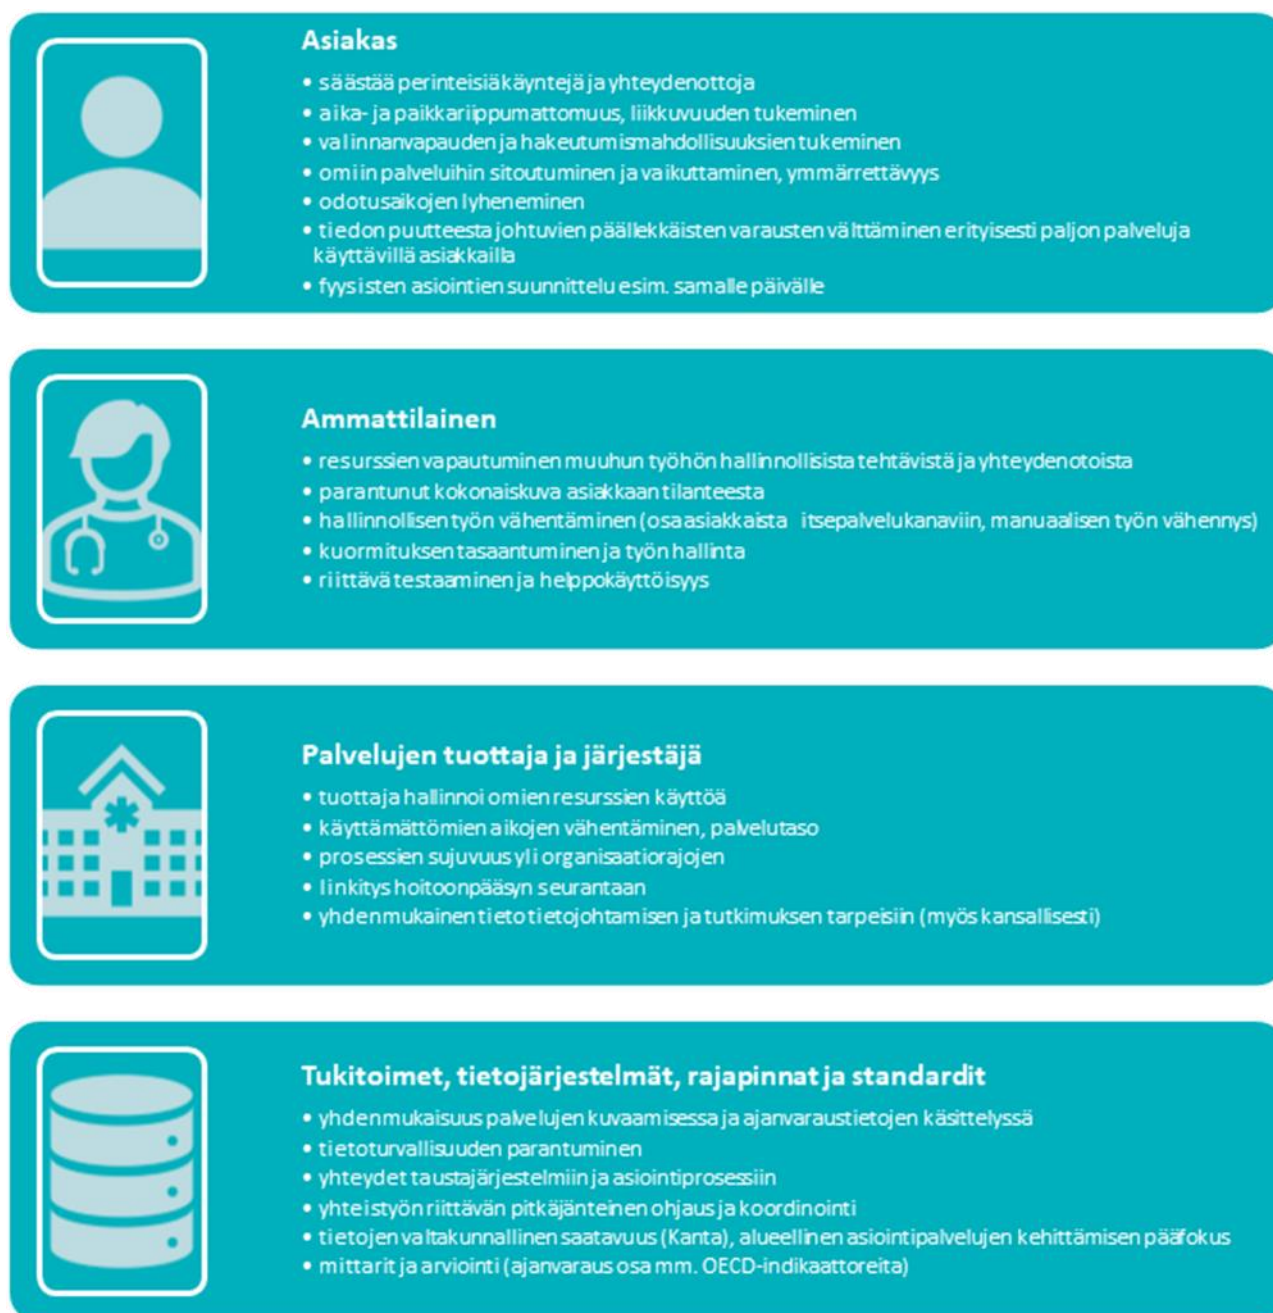 Asiakas
• säästää perinteisiä käyntejä ja yhteydenottoja
• aika- ja paikkariippumattomuus, liikkuvuuden tukeminen
• valinnanvapauden ja hakeutumismahdollisuuksien tukeminen
• omiin palveluihin sitoutuminen ja vaikuttaminen, ymmärrettävyys
• odotusaikojen lyheneminen
• tiedon puutteesta johtuvien päällekkäisten varausten välttäminen erityisesti paljon palveluja
käyttävillä asiakkailla
• fyysisten asiointien suunnittelu esim. samalle päivälle
Ammattilainen
• resurssien vapautuminen muuhun työhön hallinnollisista tehtävistä ja yhteydenotoista
• parantunut kokonaiskuva asiakkaan tilanteesta
• hallinnollisen työn vähentäminen (osa asiakkaista itsepalvelukanaviin, manuaalisen työn vähennys)
• kuormituksen tasaantuminen ja työn hallinta
• riittävä testaaminen ja helppokäyttöisyys
Palvelujen tuottaja ja järjestäjä
• tuottaja hallinnoi omien resurssien käyttöä
• käyttämättömien aikojen vähentäminen, palvelutaso
• prosessien sujuvuus yli organisaatiorajojen
• linkitys hoitoonpääsyn seurantaan
• yhdenmukainen tieto tietojohtamisen ja tutkimuksen tarpeisiin (myös kansallisesti)
Tukitoimet, tietojärjestelmät, rajapinnat ja standardit
• yhdenmukaisuus palvelujen kuvaamisessa ja ajanvaraustietojen käsittelyssä
• tietoturvallisuuden parantuminen
• yhteydet taustajärjestelmiin ja asiointiprosessiin
• yhteistyön riittävän pitkäjänteinen ohjaus ja koordinointi
• tietojen valtakunnallinen saatavuus (Kanta), alueellinen asiointipalvelujen kehittämisen pääfokus
• mittarit ja arviointi (ajanvaraus osa mm. OECD-indikaattoreita)